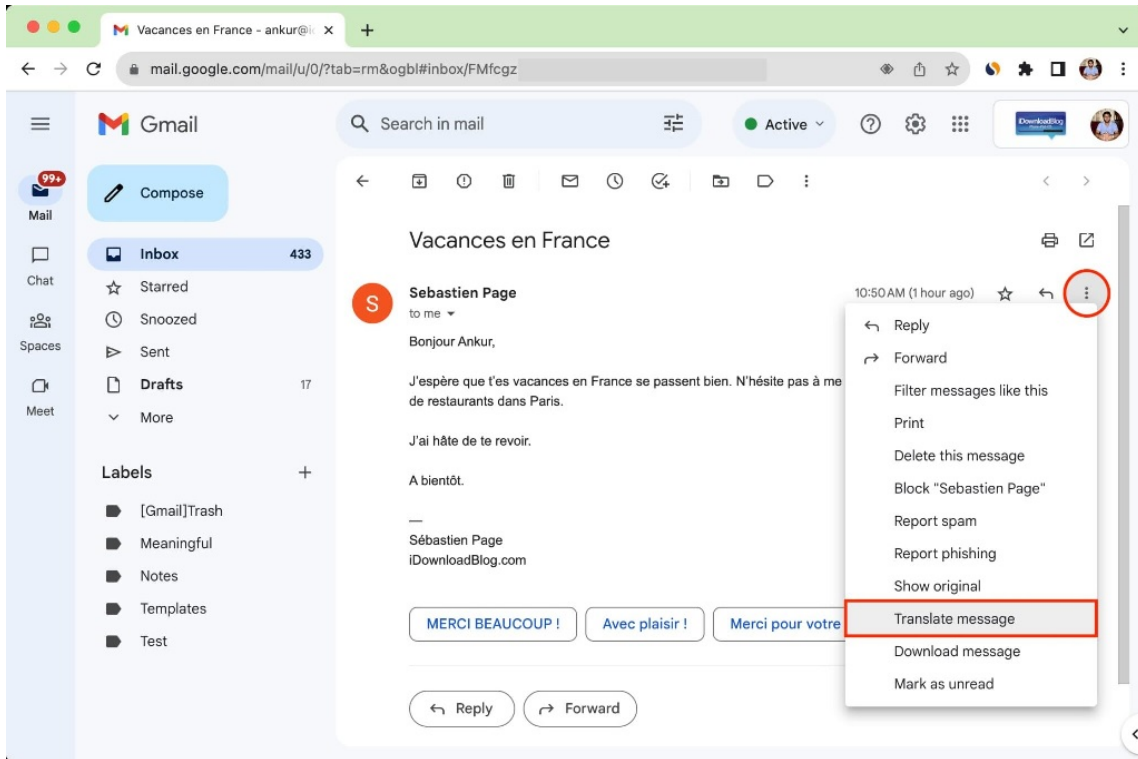 Vacances en France - ankur@i
mail.google.com/mail/u/0/?tab=rm&ogbl#inbox/FMfcgz
Gmail
Search in mail
Active
iDownloadBlog
99+
Mail
Chat
Spaces
Meet
Compose
Inbox 433
Starred
Snoozed
Sent
Drafts 17
More
Labels
[Gmail]Trash
Meaningful
Notes
Templates
Test
Vacances en France
S
Sebastien Page
10:50 AM (1 hour ago)
to me
Bonjour Ankur,
J'espère que t'es vacances en France se passent bien. N'hésite pas à me
de restaurants dans Paris.
J'ai hâte de te revoir.
A bientôt.
—
Sébastien Page
iDownloadBlog.com
MERCI BEAUCOUP !
Avec plaisir !
Merci pour votre
Reply
Forward
Reply
Forward
Filter messages like this
Print
Delete this message
Block "Sebastien Page"
Report spam
Report phishing
Show original
Translate message
Download message
Mark as unread